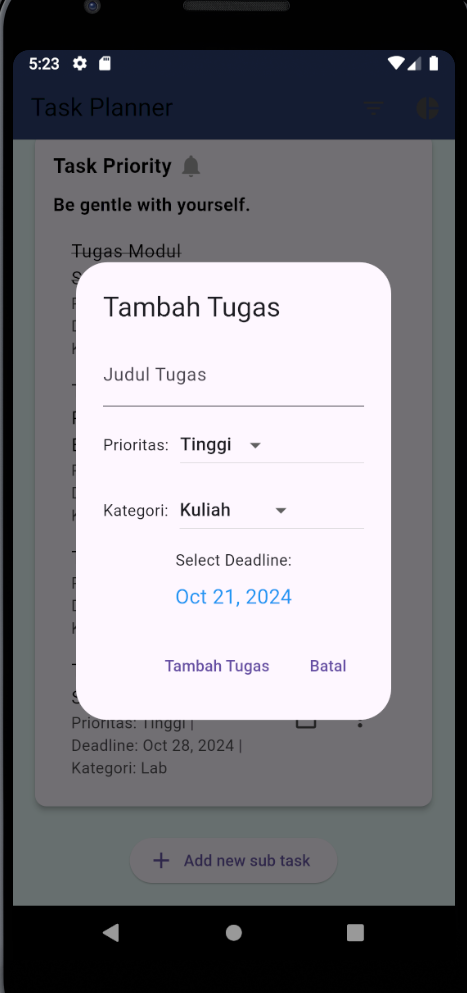 5:23
Task Planner
Task Priority
Be gentle with yourself.
Tugas Modul
Tambah Tugas
Judul Tugas
Prioritas: Tinggi
Kategori: Kuliah
Select Deadline:
Oct 21, 2024
Tambah Tugas Batal
Prioritas: Tinggi |
Deadline: Oct 28, 2024 |
Kategori: Lab
+ Add new sub task